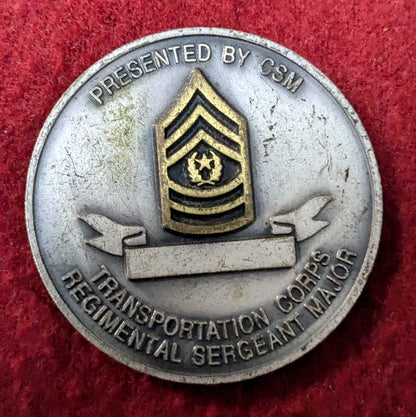 PRESENTED BY CSM
TRANSPORTATION CORPS
REGIMENTAL SERGEANT MAJOR